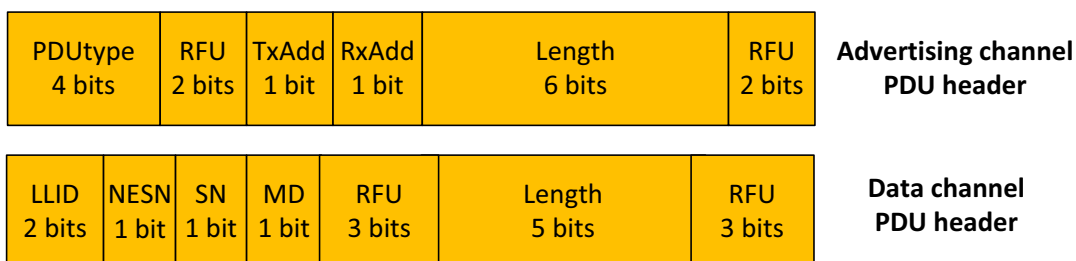 PDUtype RFU TxAdd RxAdd Length RFU Advertising channel
4 bits 2 bits 1 bit 1 bit 6 bits 2 bits PDU header
LLID NESN SN MD RFU Length RFU Data channel
2 bits 1 bit 1 bit 1 bit 3 bits 5 bits 3 bits PDU header